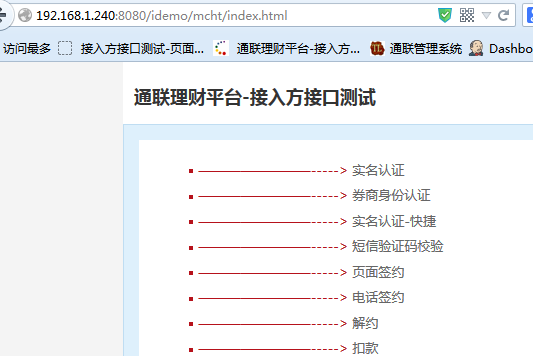 192.168.1.240:8080/idemo/mcht/index.html
访问最多 接入方接口测试-页面... 通联理财平台-接入方... 通联管理系统 Dashbo
通联理财平台-接入方接口测试
————————————-----> 实名认证
————————————-----> 券商身份认证
————————————-----> 实名认证-快捷
————————————-----> 短信验证码校验
————————————-----> 页面签约
————————————-----> 电话签约
————————————-----> 解约
————————————-----> 扣款